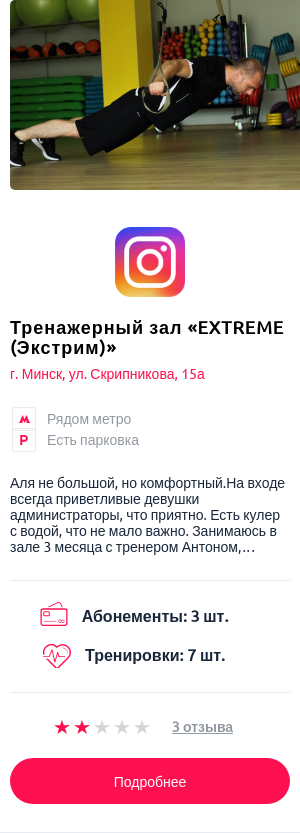 Тренажерный зал «EXTREME
(Экстрим)»
г. Минск, ул. Скрипникова, 15а
Рядом метро
P Есть парковка
Аля не большой, но комфортный.На входе
всегда приветливые девушки
администраторы, что приятно. Есть кулер
с водой, что не мало важно. Занимаюсь в
зале 3 месяца с тренером Антоном,…
Абонементы: 3 шт.
Тренировки: 7 шт.
3 отзыва
Подробнее